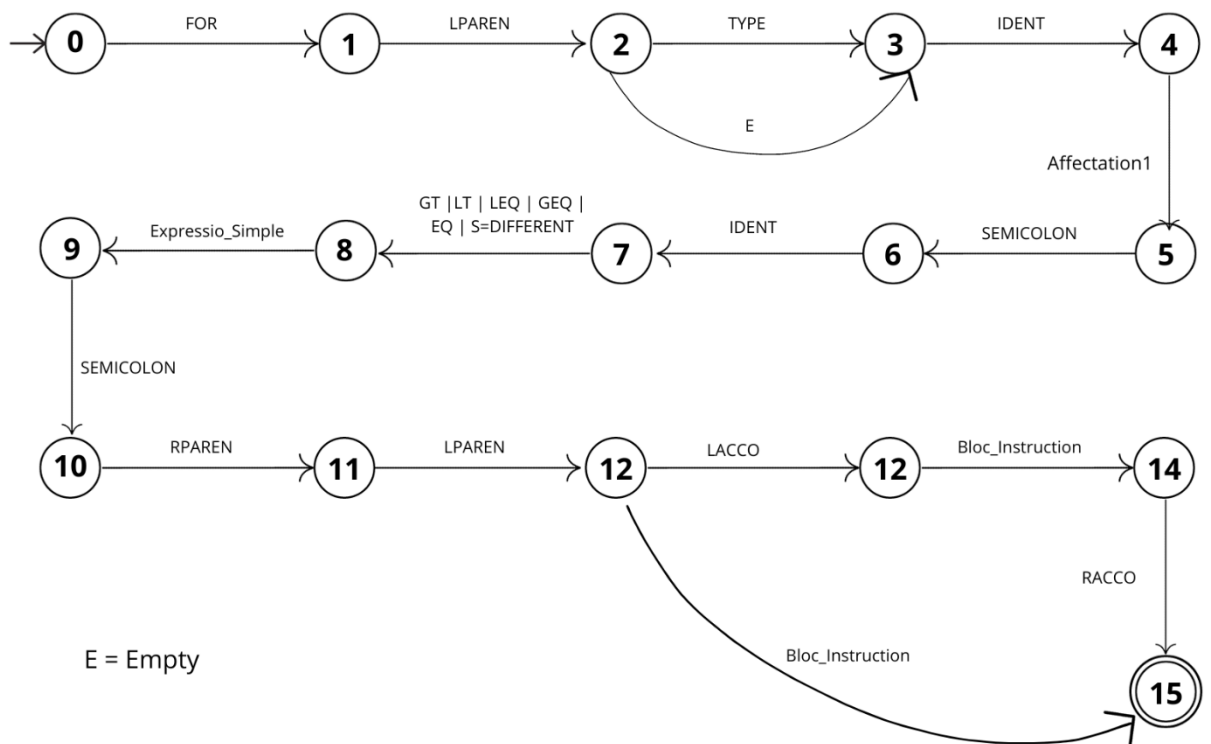 FOR
LPAREN
TYPE
IDENT
0
1
2
3
4
E
Affectation1
GT |LT | LEQ | GEQ |
EQ | S=DIFFERENT
Expressio_Simple
IDENT
SEMICOLON
9
8
7
6
5
SEMICOLON
RPAREN
LPAREN
LACCO
Bloc_Instruction
10
11
12
12
14
RACCO
E = Empty
Bloc_Instruction
15